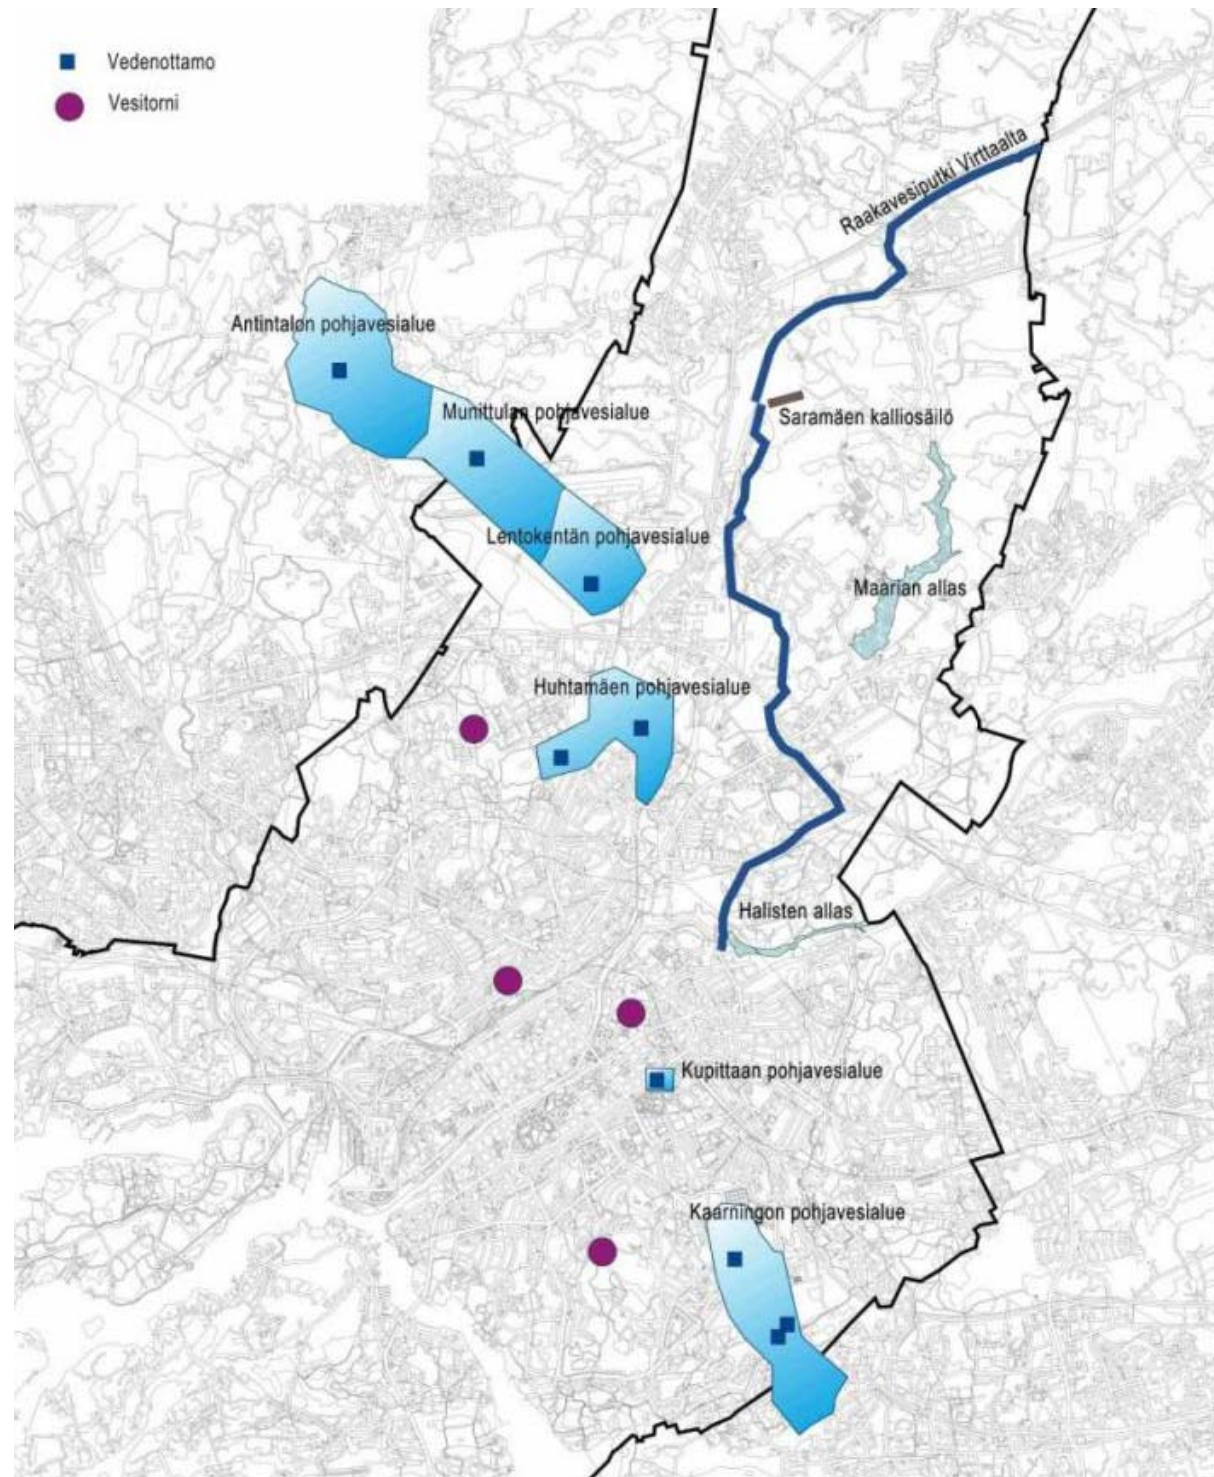 Vedenottamo
Vesitorni
Raakavesiputki Virttaalta
Antintalon pohjavesialue
Munittulan pohjavesialue
Saramäen kalliosäilö
Lentokentän pohjavesialue
Maarian allas
Huhtamäen pohjavesialue
Halisten allas
Kupittaan pohjavesialue
Kaarningon pohjavesialue